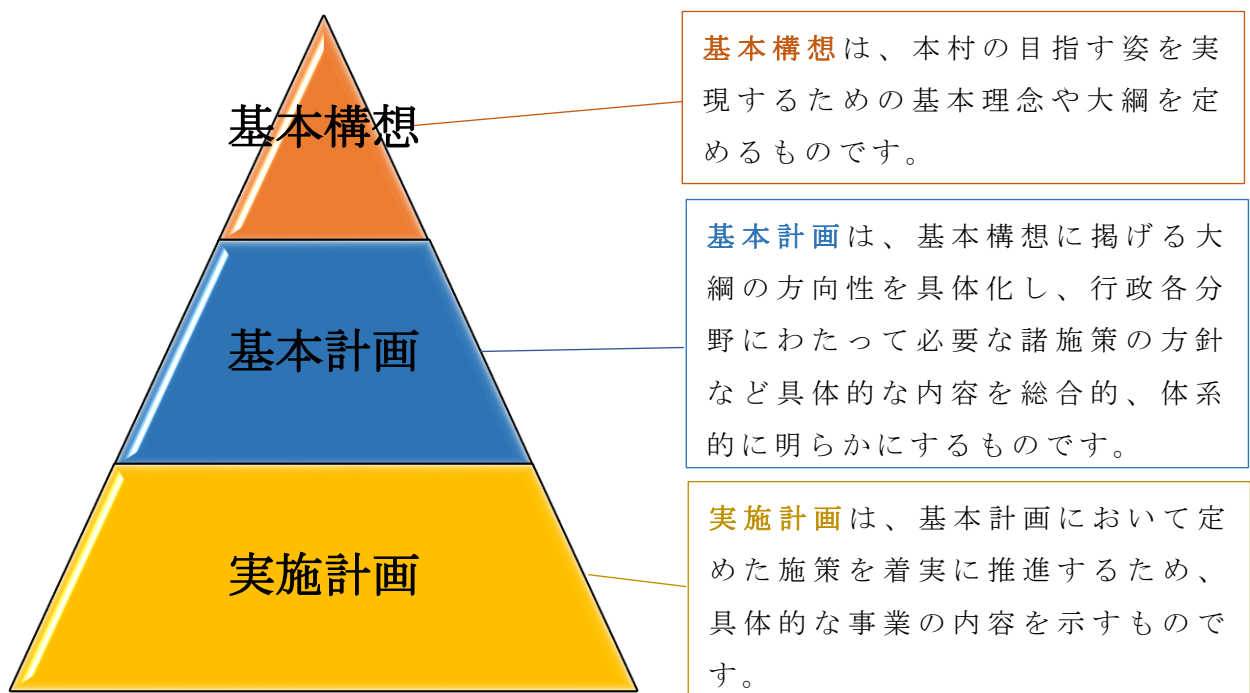 基本構想
基本構想は、本村の目指す姿を実
現するための基本理念や大綱を定
めるものです。
基本計画
基本計画は、基本構想に掲げる大
綱の方向性を具体化し、行政各分
野にわたって必要な諸施策の方針
など具体的な内容を総合的、体系
的に明らかにするものです。
実施計画
実施計画は、基本計画において定
めた施策を着実に推進するため、
具体的な事業の内容を示すもので
す。